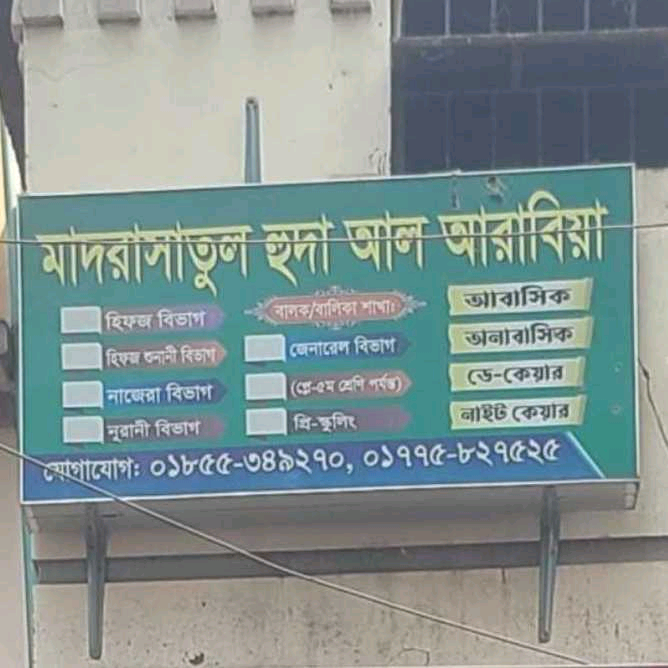 মাদরাসাতুল হুদা আল আরাবিয়া
বালক/বালিকা শাখাঃ
হিফজ বিভাগ
হিফজ শুনানী বিভাগ
নাজেরা বিভাগ
নূরানী বিভাগ
জেনারেল বিভাগ
(প্লে-৫ম শ্রেণি পর্যন্ত)
প্রি-স্কুলিং
আবাসিক
অনাবাসিক
ডে-কেয়ার
নাইট কেয়ার
যোগাযোগ: ০১৮৫৫-৩৪৯২৭০, ০১৭৭৫-৮২৭৫২৫